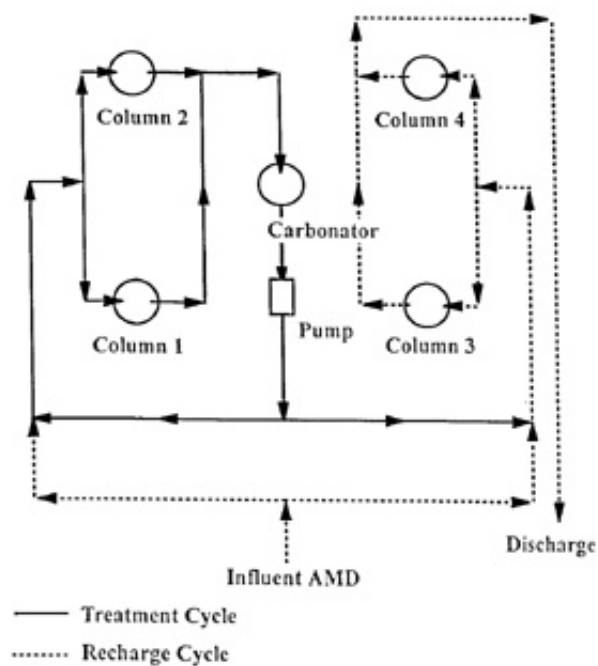 Column 2
Column 4
Carbonator
Column 1
Pump
Column 3
Discharge
Influent AMD
Treatment Cycle
Recharge Cycle